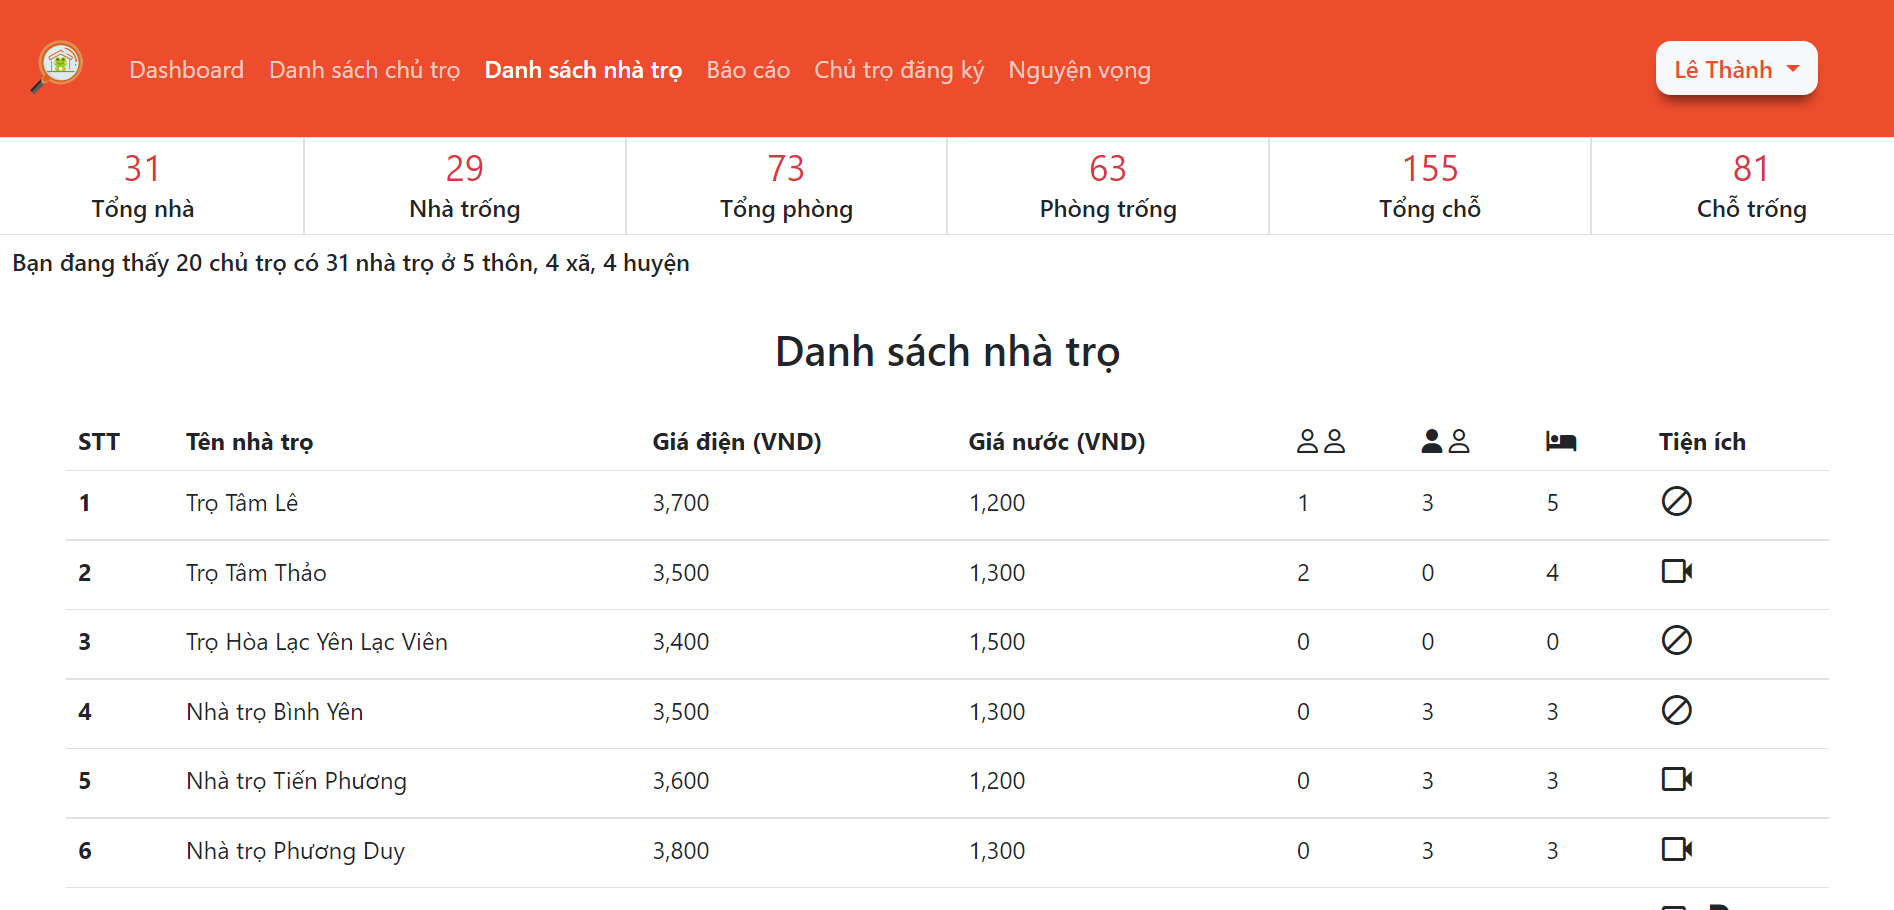 Dashboard Danh sách chủ trọ Danh sách nhà trọ Báo cáo Chủ trọ đăng ký Nguyện vọng Lê Thành
31 29 73 63 155 81
Tổng nhà Nhà trống Tổng phòng Phòng trống Tổng chỗ Chỗ trống
Bạn đang thấy 20 chủ trọ có 31 nhà trọ ở 5 thôn, 4 xã, 4 huyện
Danh sách nhà trọ
STT Tên nhà trọ Giá điện (VND) Giá nước (VND) Tiện ích
1 Trọ Tâm Lê 3,700 1,200 1 3 5
2 Trọ Tâm Thảo 3,500 1,300 2 0 4
3 Trọ Hòa Lạc Yên Lạc Viên 3,400 1,500 0 0 0
4 Nhà trọ Bình Yên 3,500 1,300 0 3 3
5 Nhà trọ Tiến Phương 3,600 1,200 0 3 3
6 Nhà trọ Phương Duy 3,800 1,300 0 3 3